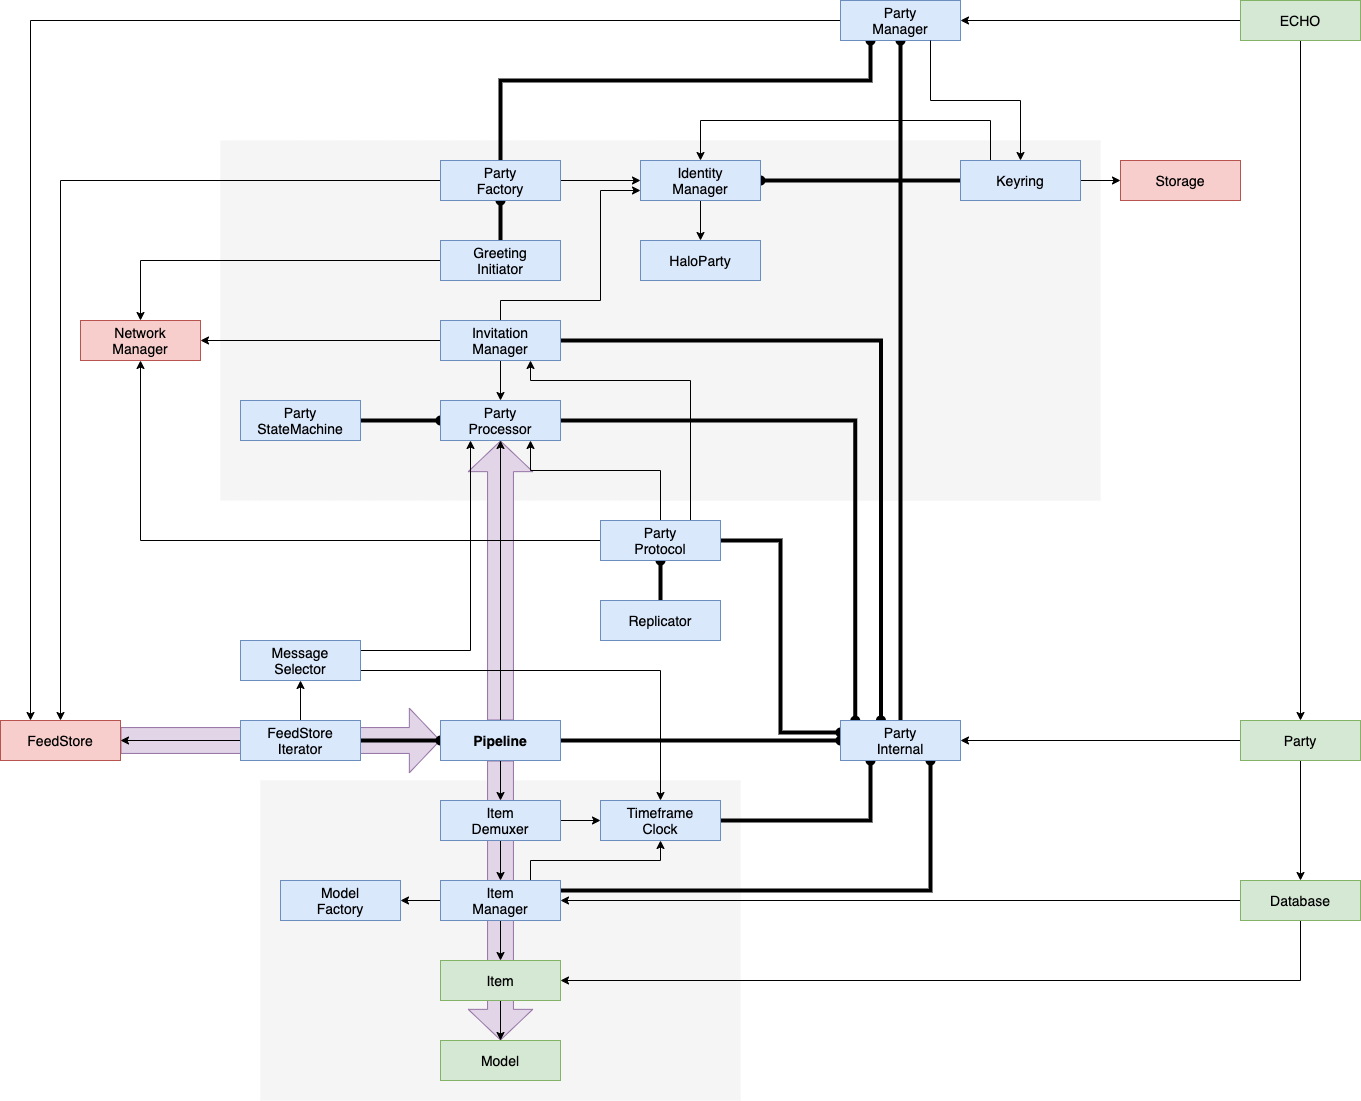 Party
Manager
ECHO
Party
Factory
Identity
Manager
Keyring
Storage
Greeting
Initiator
HaloParty
Network
Manager
Invitation
Manager
Party
StateMachine
Party
Processor
Party
Protocol
Replicator
Message
Selector
FeedStore
FeedStore
Iterator
Pipeline
Party
Internal
Party
Item
Demuxer
Timeframe
Clock
Model
Factory
Item
Manager
Database
Item
Model